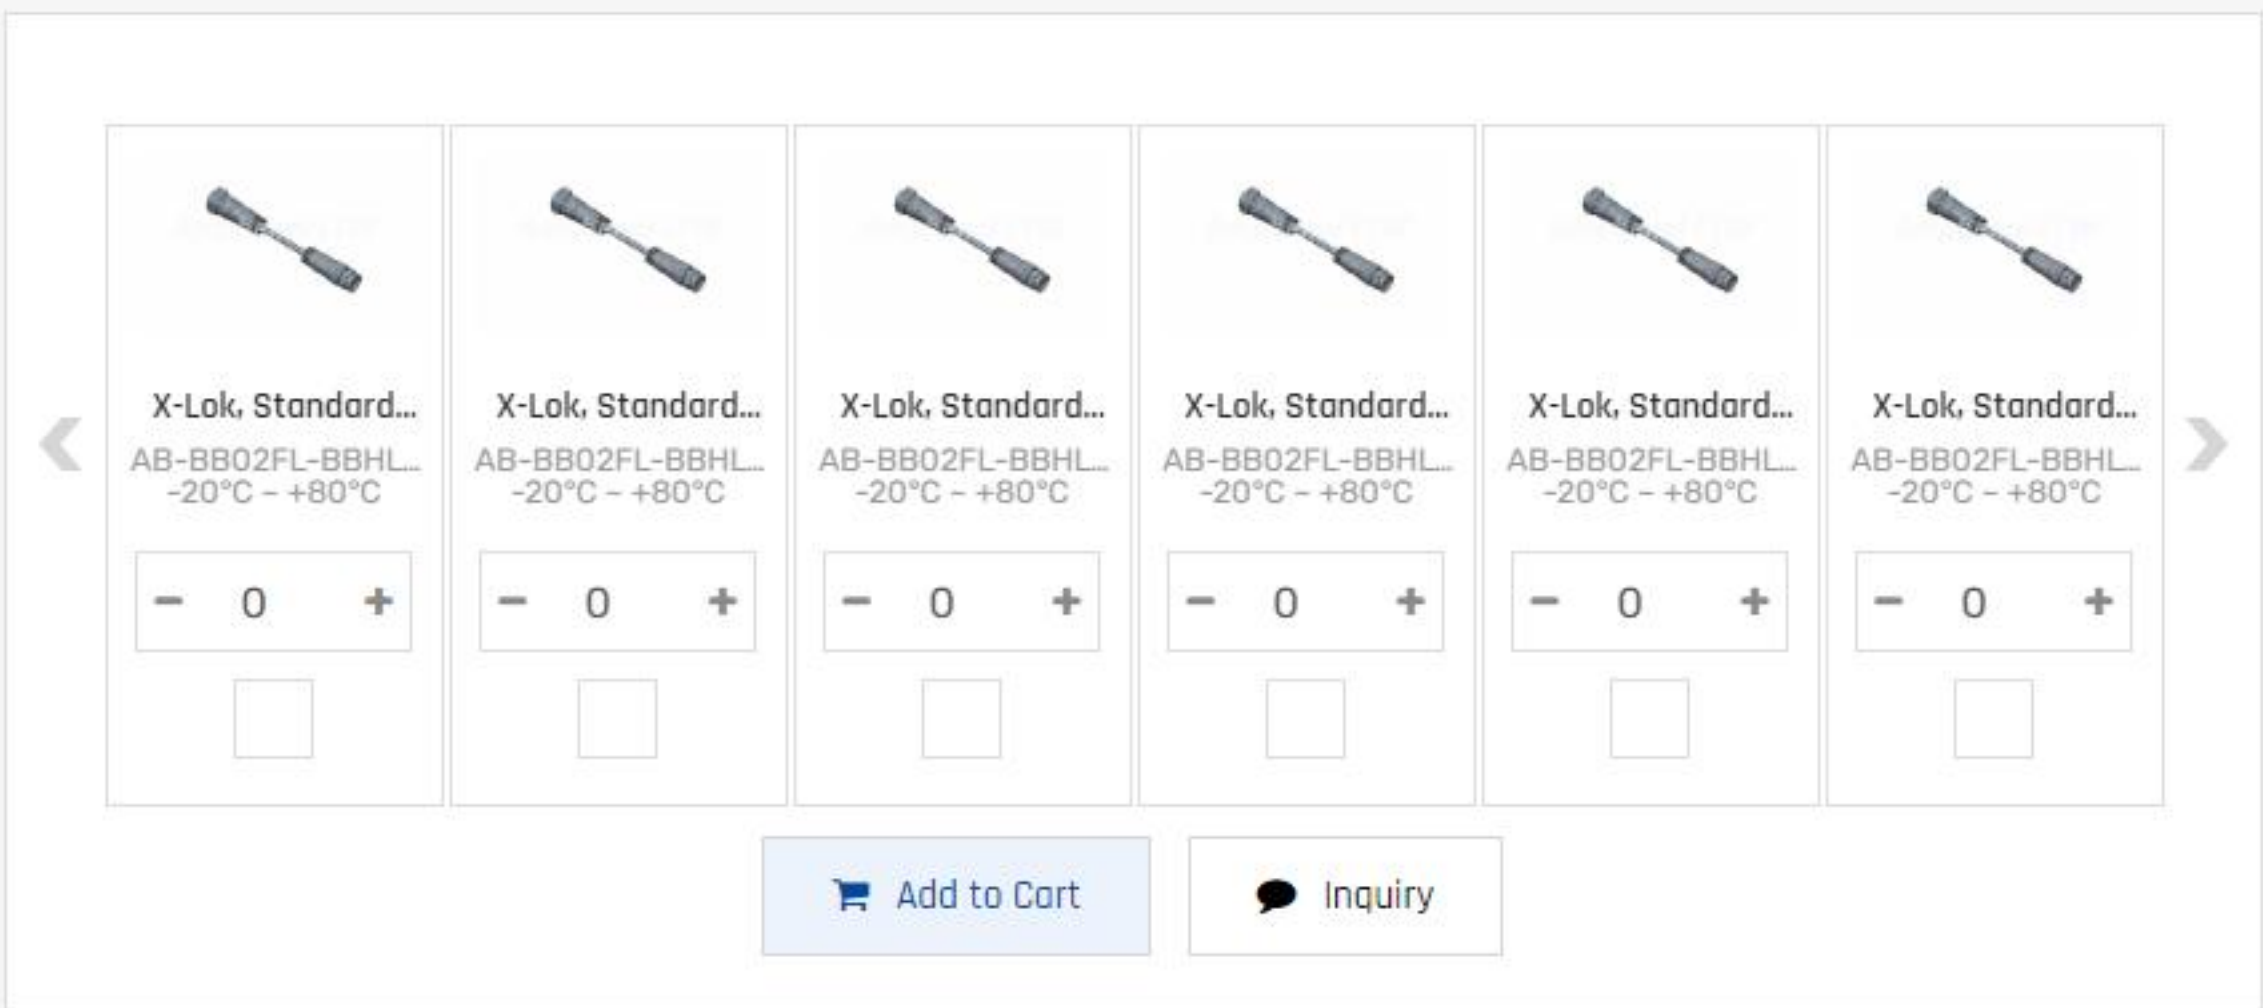 X-Lok, Standard...
AB-BB02FL-BBHL...
-20°C - +80°C
- 0 +
X-Lok, Standard...
AB-BB02FL-BBHL...
-20°C - +80°C
- 0 +
X-Lok, Standard...
AB-BB02FL-BBHL...
-20°C - +80°C
- 0 +
X-Lok, Standard...
AB-BB02FL-BBHL...
-20°C - +80°C
- 0 +
X-Lok, Standard...
AB-BB02FL-BBHL...
-20°C - +80°C
- 0 +
X-Lok, Standard...
AB-BB02FL-BBHL...
-20°C - +80°C
- 0 +
Add to Cart
Inquiry